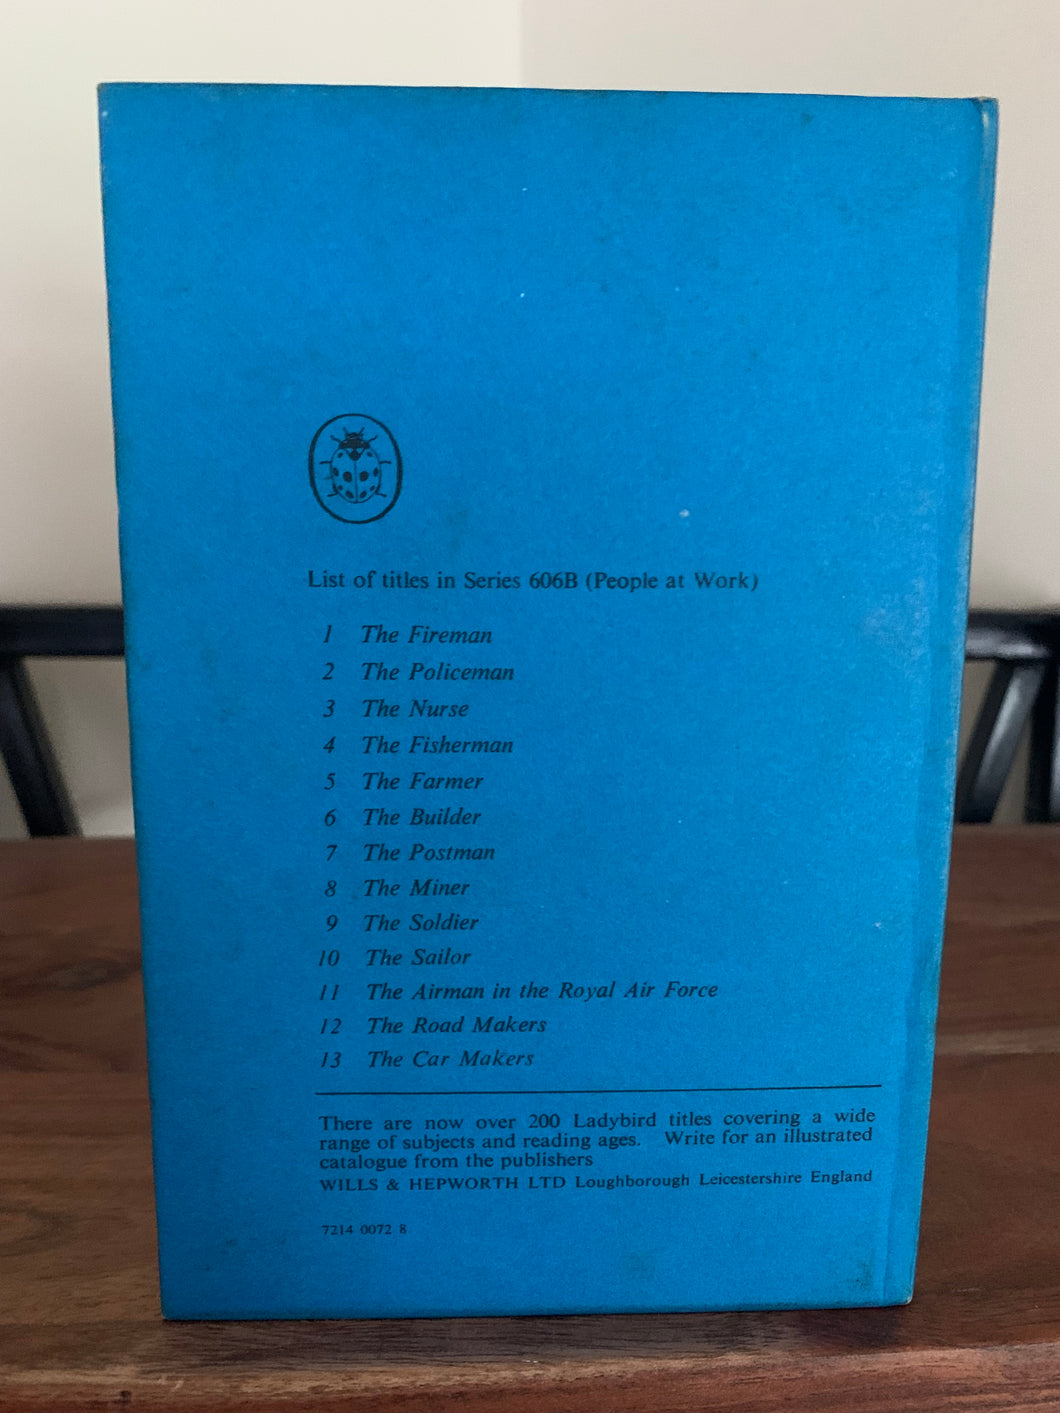 List of titles in Series 606B (People at Work)
1 The Fireman
2 The Policeman
3 The Nurse
4 The Fisherman
5 The Farmer
6 The Builder
7 The Postman
8 The Miner
9 The Soldier
10 The Sailor
11 The Airman in the Royal Air Force
12 The Road Makers
13 The Car Makers
There are now over 200 Ladybird titles covering a wide
range of subjects and reading ages. Write for an illustrated
catalogue from the publishers
WILLS & HEPWORTH LTD Loughborough Leicestershire England
7214 0072 8